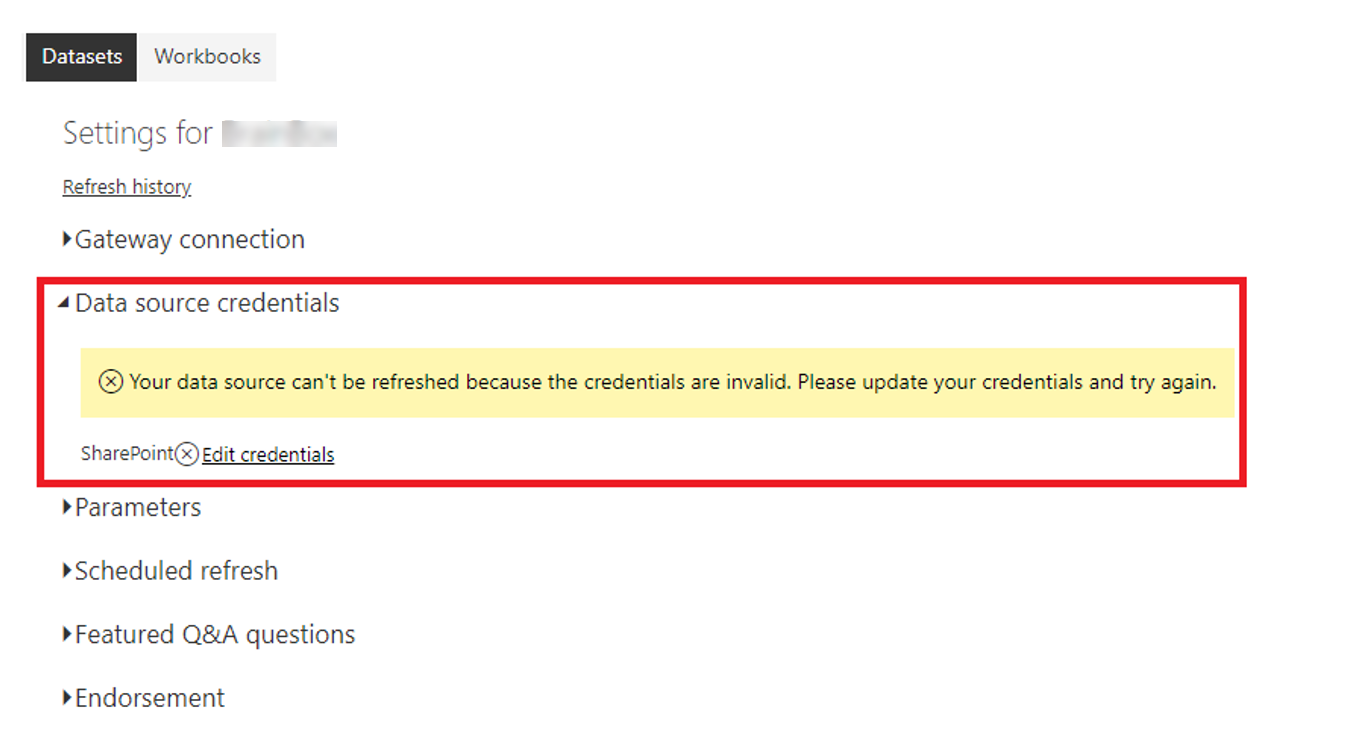 Datasets Workbooks
Settings for
Refresh history
Gateway connection
Data source credentials
Your data source can't be refreshed because the credentials are invalid. Please update your credentials and try again.
SharePoint Edit credentials
Parameters
Scheduled refresh
Featured Q&A questions
Endorsement